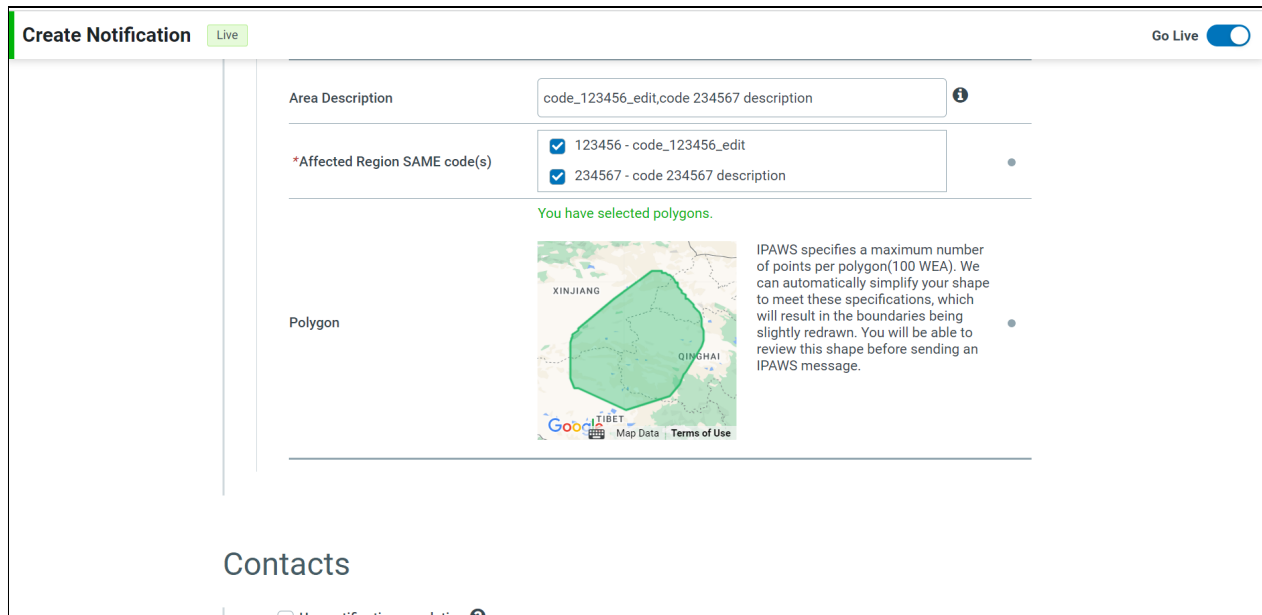 Create Notification
Live
Go Live
Area Description
code_123456_edit,code 234567 description
*Affected Region SAME code(s)
123456 - code_123456_edit
234567 - code 234567 description
You have selected polygons.
Polygon
XINJIANG
QINGHAI
TIBET
Google
Map Data
Terms of Use
IPAWS specifies a maximum number
of points per polygon(100 WEA). We
can automatically simplify your shape
to meet these specifications, which
will result in the boundaries being
slightly redrawn. You will be able to
review this shape before sending an
IPAWS message.
Contacts